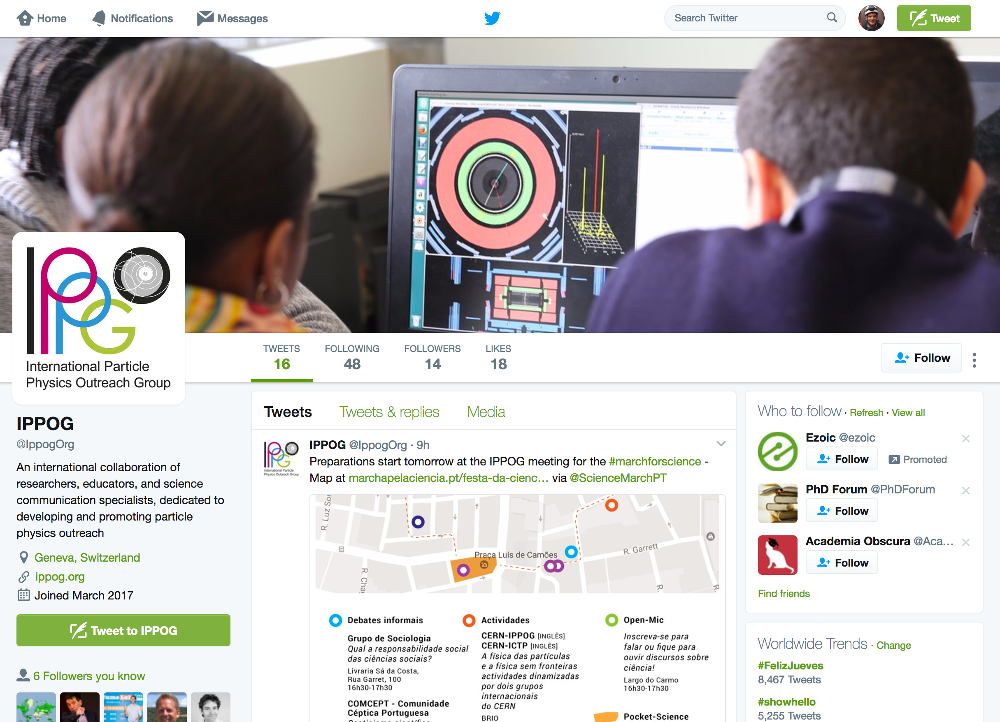 Home
Notifications
Messages
Search Twitter
Tweet
IPPOG
International Particle
Physics Outreach Group
TWEETS
16
FOLLOWING
48
FOLLOWERS
14
LIKES
18
Follow
IPPOG
@IppogOrg
An international collaboration of
researchers, educators, and science
communication specialists, dedicated to
developing and promoting particle
physics outreach
Geneva, Switzerland
ippog.org
Joined March 2017
Tweet to IPPOG
6 Followers you know
Tweets
Tweets & replies
Media
IPPOG
International Particle
Physics Outreach Group
IPPOG @IppogOrg · 9h
Preparations start tomorrow at the IPPOG meeting for the #marchforscience -
Map at marchapelaciencia.pt/festa-da-cienc… via @ScienceMarchPT
R. Luz
Praça Luís de Camões
R. Garrett
R.
R.
Debates informais
Grupo de Sociologia
Qual a responsabilidade social
das ciências sociais?
Livraria Sá da Costa,
Rua Garret, 100
16h30-17h30
COMCEPT - Comunidade
Céptica Portuguesa
Actividades
CERN-IPPOG [INGLÊS]
CERN-ICTP [INGLÊS]
A física das partículas
e a física sem fronteiras
actividades dinamizadas
por dois grupos
internacionais
do CERN
BRIO
Open-Mic
Inscreva-se para
falar ou fique para
ouvir discursos sobre
ciência!
Largo do Carmo
16h30-17h30
Pocket-Science
Who to follow · Refresh · View all
Ezoic @ezoic
Follow
Promoted
PhD Forum @PhDForum
Follow
Academia Obscura @Aca…
Follow
Find friends
Worldwide Trends · Change
#FelizJueves
8,467 Tweets
#showhello
5,255 Tweets